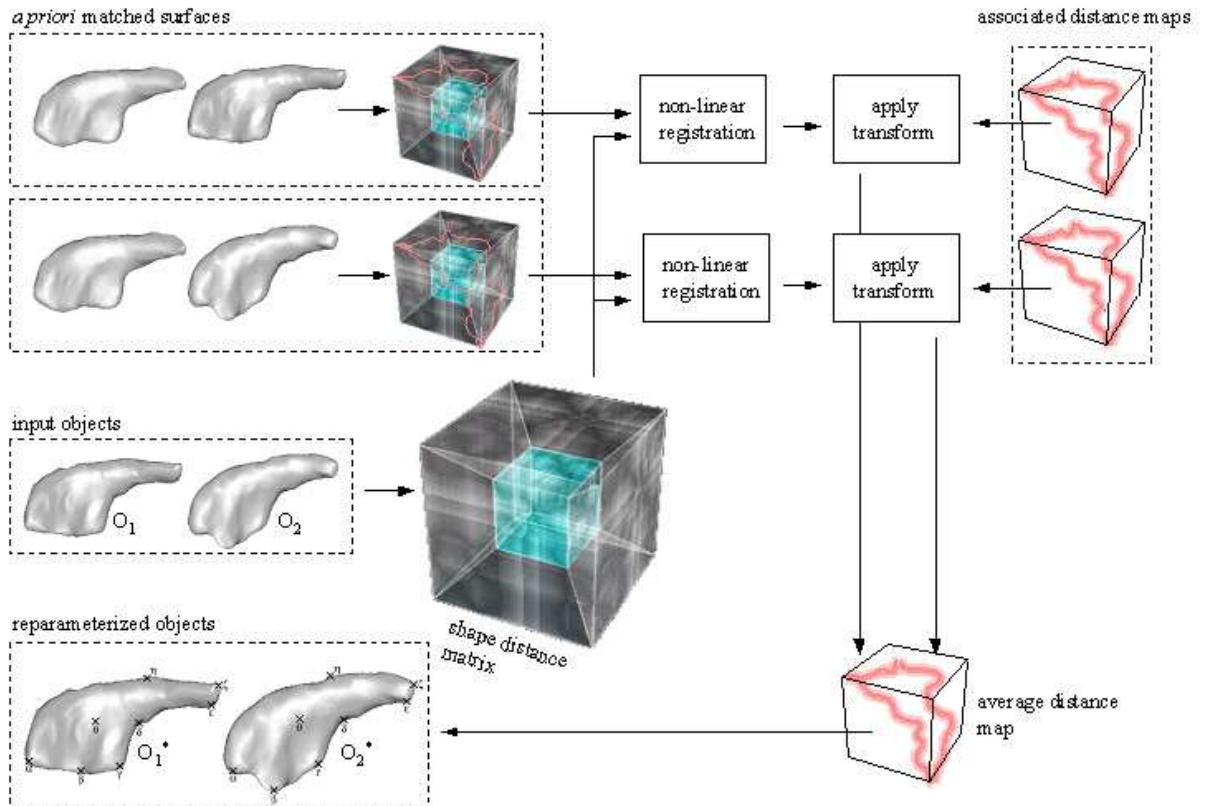 a priori matched surfaces
associated distance maps
non-linear
registration
apply
transform
non-linear
registration
apply
transform
input objects
O1
O2
shape distance
matrix
reparameterized objects
O1*
O2*
average distance
map